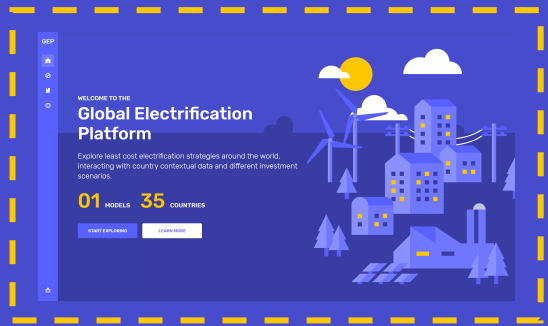 GEP
WELCOME TO THE
Global Electrification
Platform
Explore least cost electrification strategies around the world,
interacting with country contextual data and different investment
scenarios.
01 MODELS 35 COUNTRIES
START EXPLORING LEARN MORE